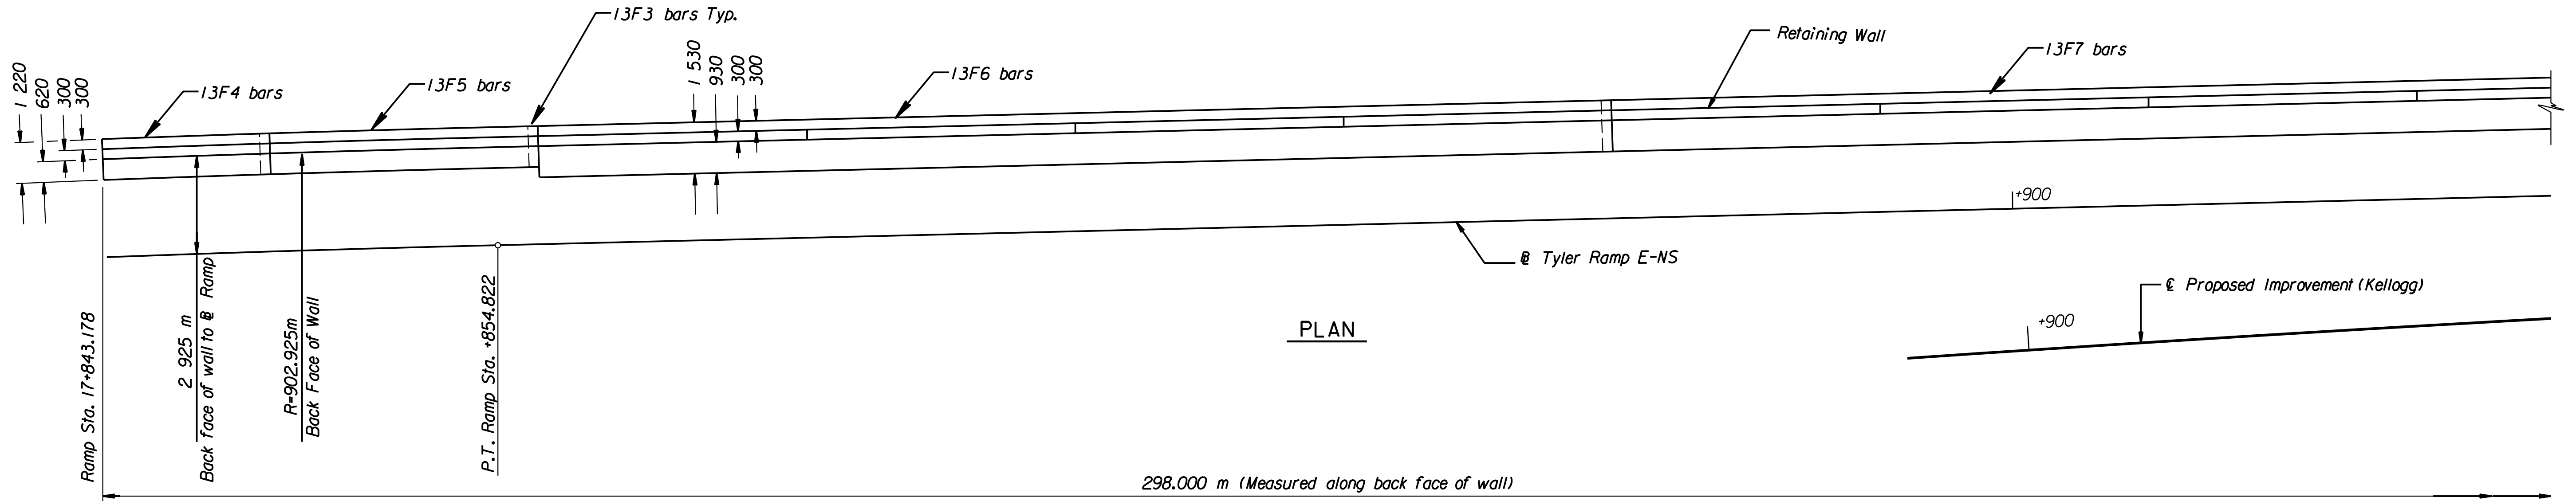 13F3 bars Typ.
Retaining Wall
13F7 bars
1 220
620
300
300
13F4 bars
13F5 bars
1 530
930
300
300
13F6 bars
+900
℄ Tyler Ramp E-NS
℄ Proposed Improvement (Kellogg)
+900
PLAN
Ramp Sta. 17+843.178
2 925 m
Back face of wall to ℄ Ramp
R=902.925m
Back Face of Wall
P.T. Ramp Sta. +854.822
298.000 m (Measured along back face of wall)